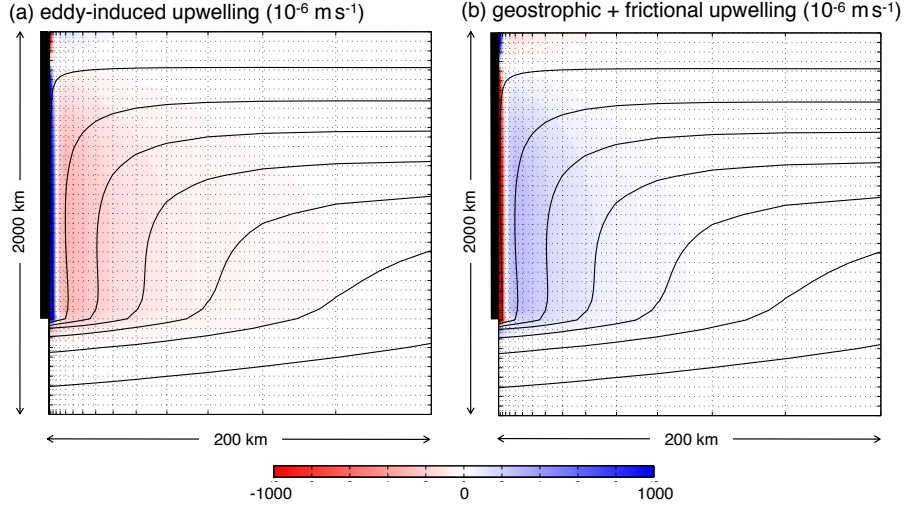 (a) eddy-induced upwelling (10-6 m s-1)
(b) geostrophic + frictional upwelling (10-6 m s-1)
2000 km
2000 km
200 km
200 km
-1000
0
1000